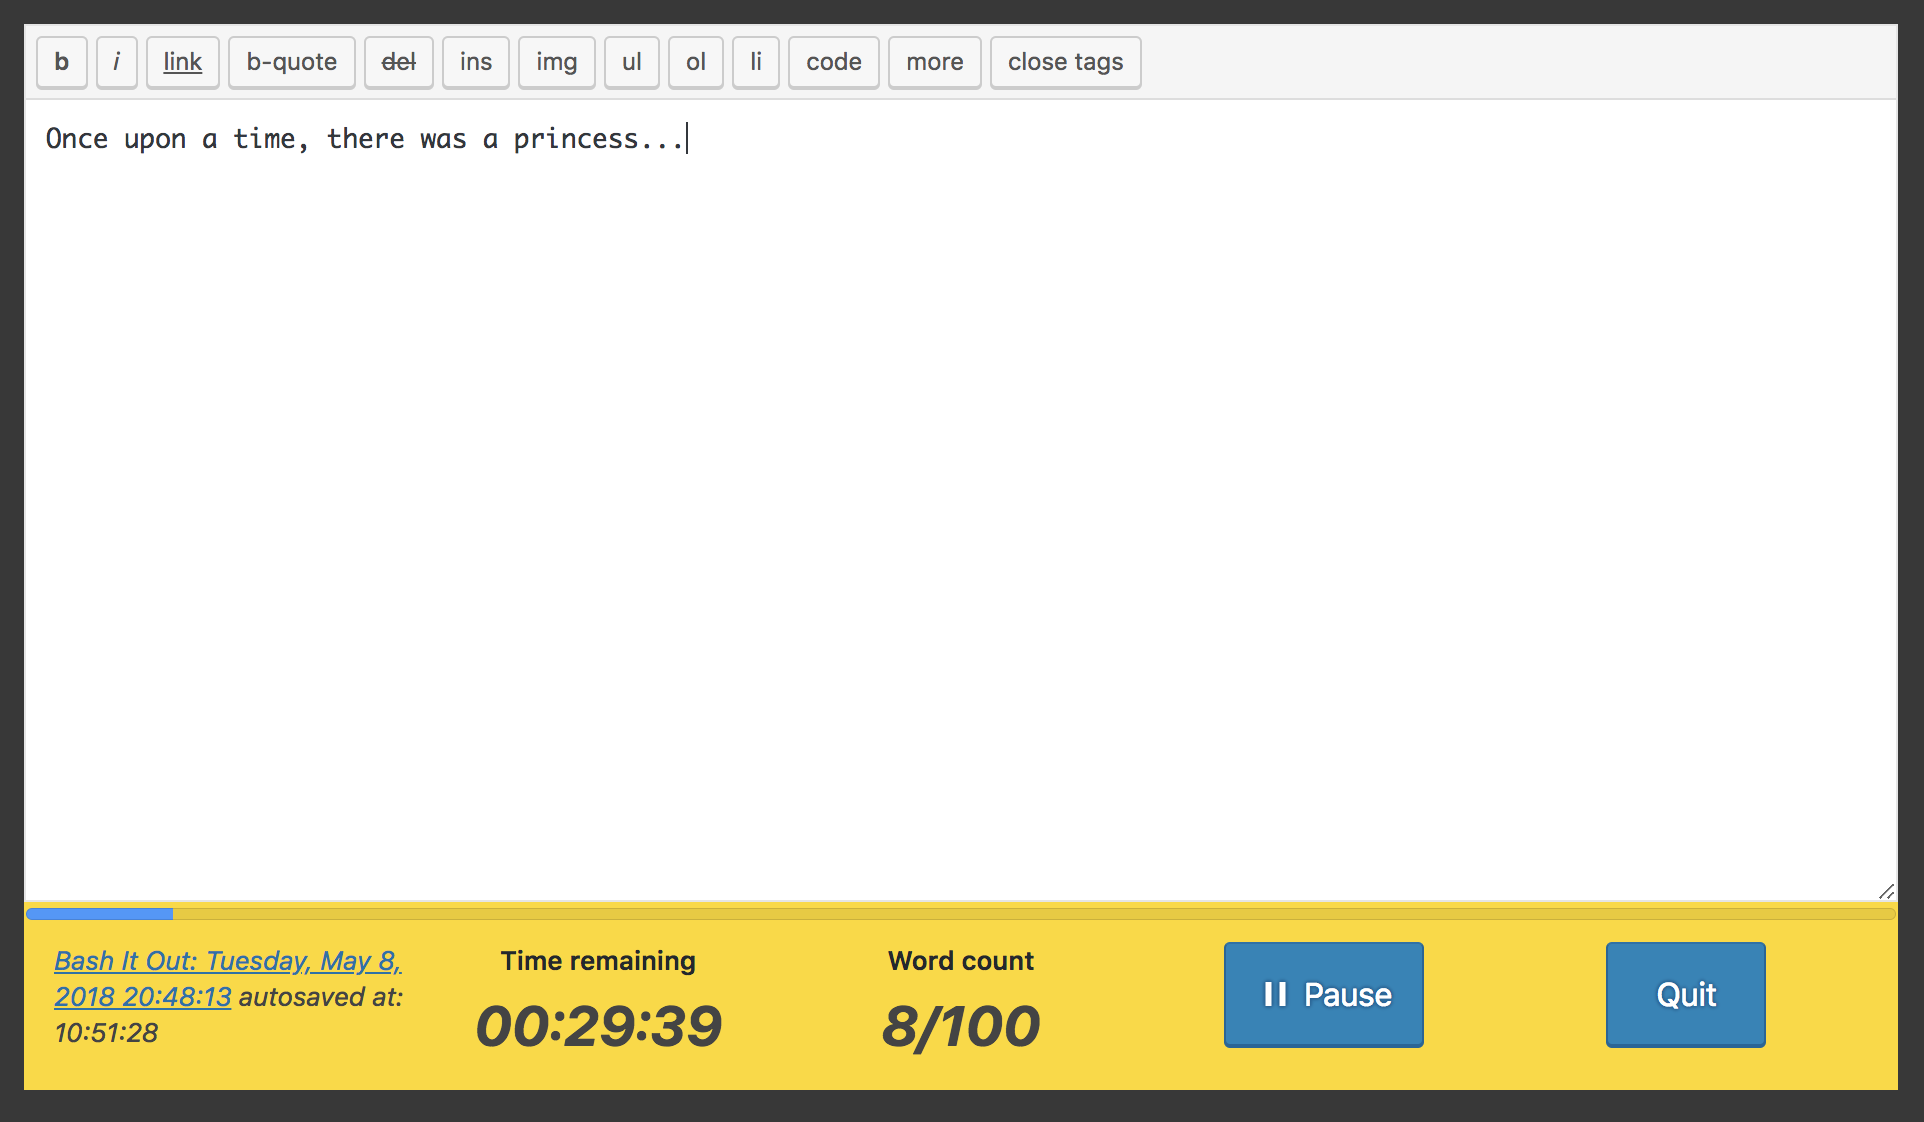 b i link b-quote del ins img ul ol li code more close tags
Once upon a time, there was a princess...
Bash It Out: Tuesday, May 8,
2018 20:48:13 autosaved at:
10:51:28
Time remaining
00:29:39
Word count
8/100
Pause
Quit